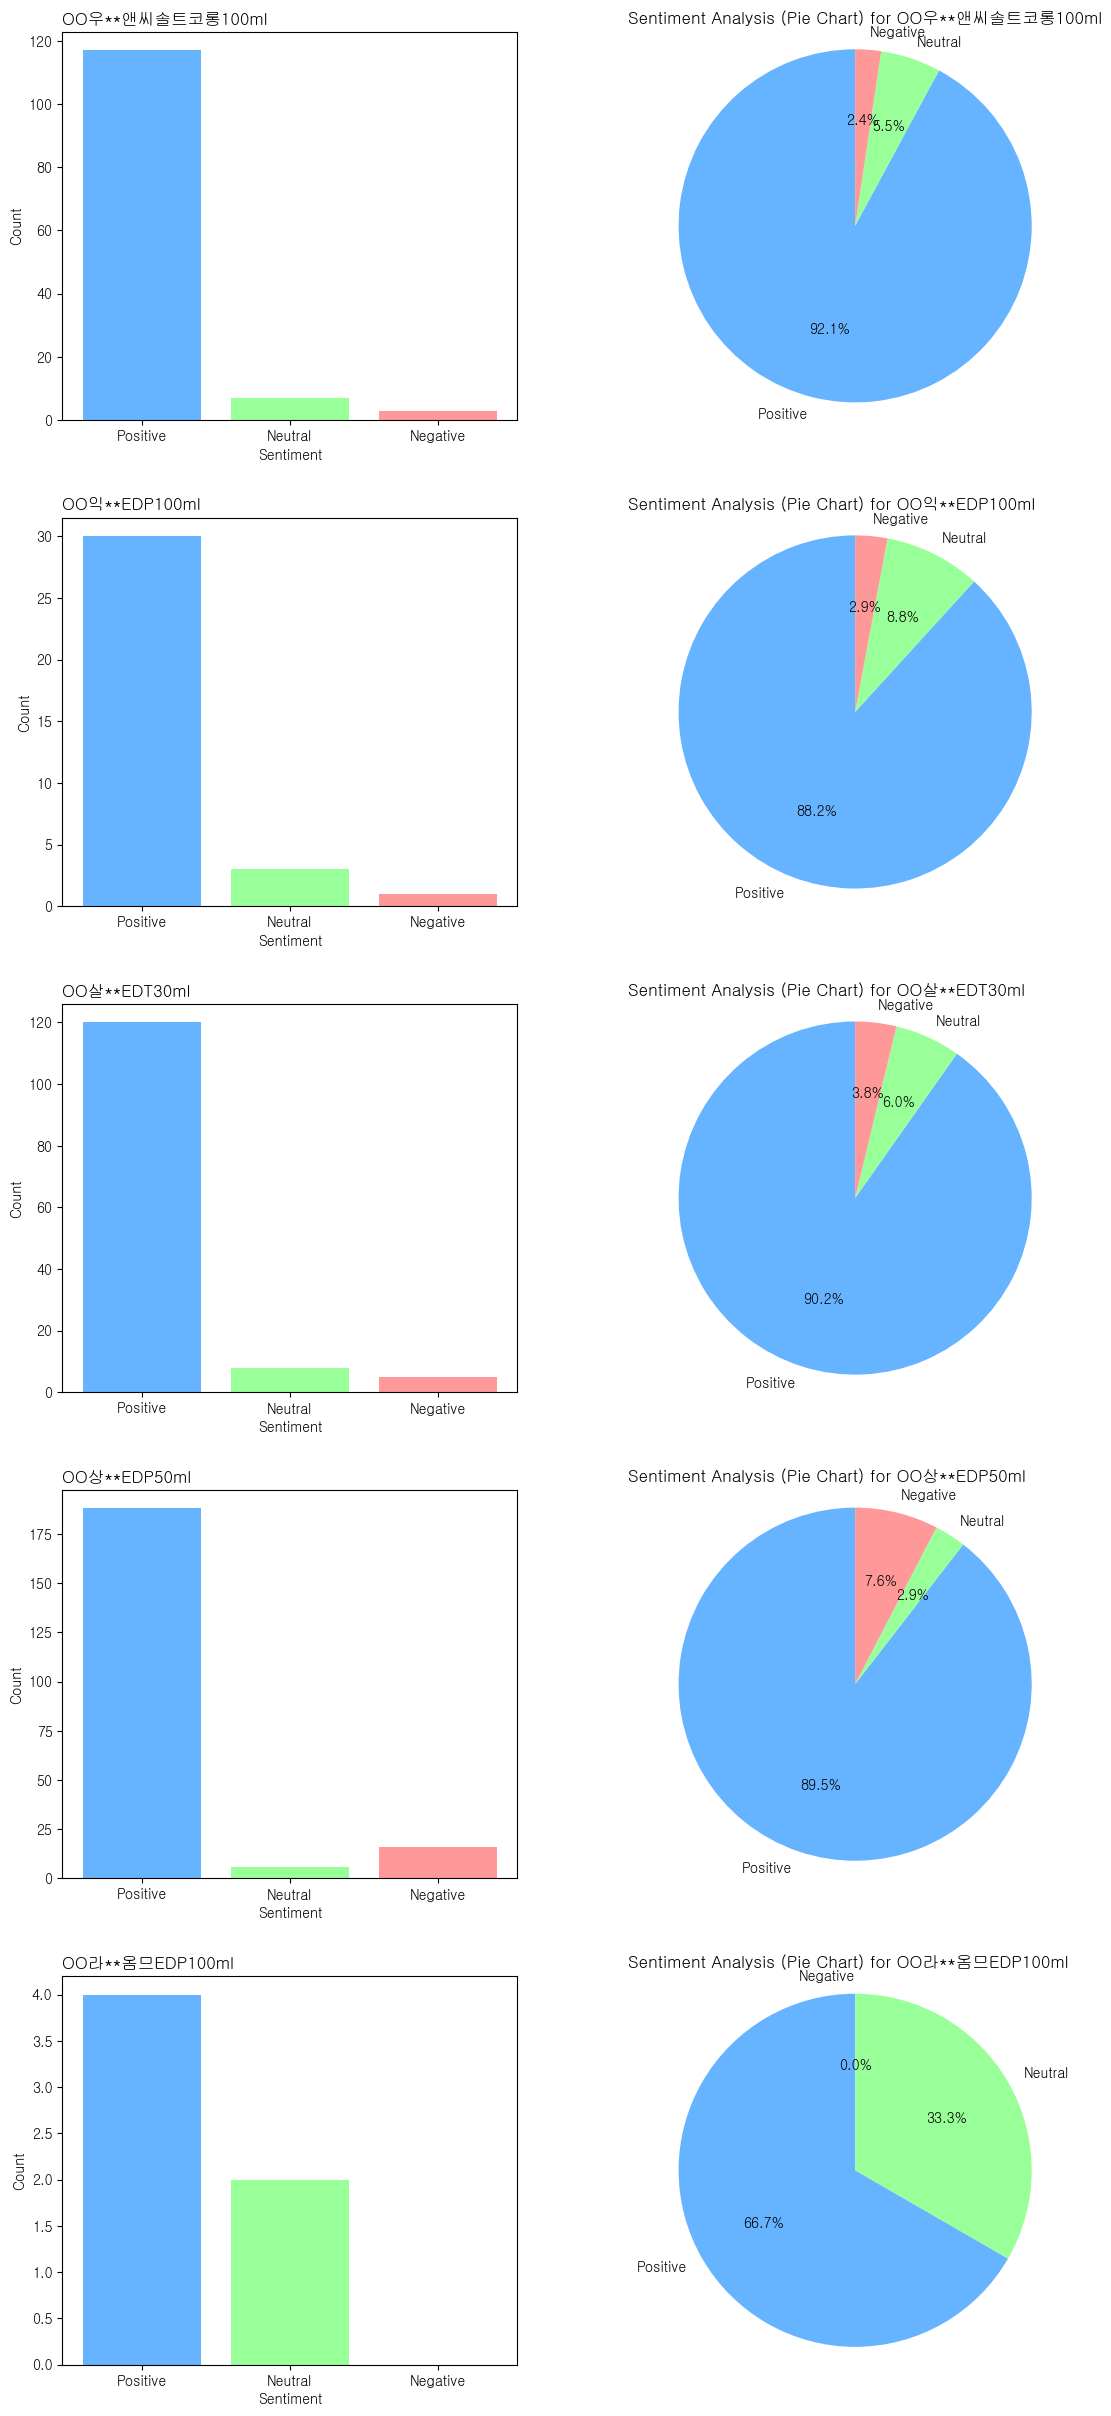 OO우**앤씨솔트코롱100ml
120
100
80
60
40
20
0
Count
Positive
Neutral
Negative
Sentiment
Sentiment Analysis (Pie Chart) for OO우**앤씨솔트코롱100ml
Negative
Neutral
2.4%
5.5%
92.1%
Positive
OO익**EDP100ml
30
25
20
15
10
5
0
Count
Positive
Neutral
Negative
Sentiment
Sentiment Analysis (Pie Chart) for OO익**EDP100ml
Negative
Neutral
2.9%
8.8%
88.2%
Positive
OO살**EDT30ml
120
100
80
60
40
20
0
Count
Positive
Neutral
Negative
Sentiment
Sentiment Analysis (Pie Chart) for OO살**EDT30ml
Negative
Neutral
3.8%
6.0%
90.2%
Positive
OO상**EDP50ml
175
150
125
100
75
50
25
0
Count
Positive
Neutral
Negative
Sentiment
Sentiment Analysis (Pie Chart) for OO상**EDP50ml
Negative
Neutral
7.6%
2.9%
89.5%
Positive
OO라**옴므EDP100ml
4.0
3.5
3.0
2.5
2.0
1.5
1.0
0.5
0.0
Count
Positive
Neutral
Negative
Sentiment
Sentiment Analysis (Pie Chart) for OO라**옴므EDP100ml
Negative
0.0%
Neutral
33.3%
66.7%
Positive